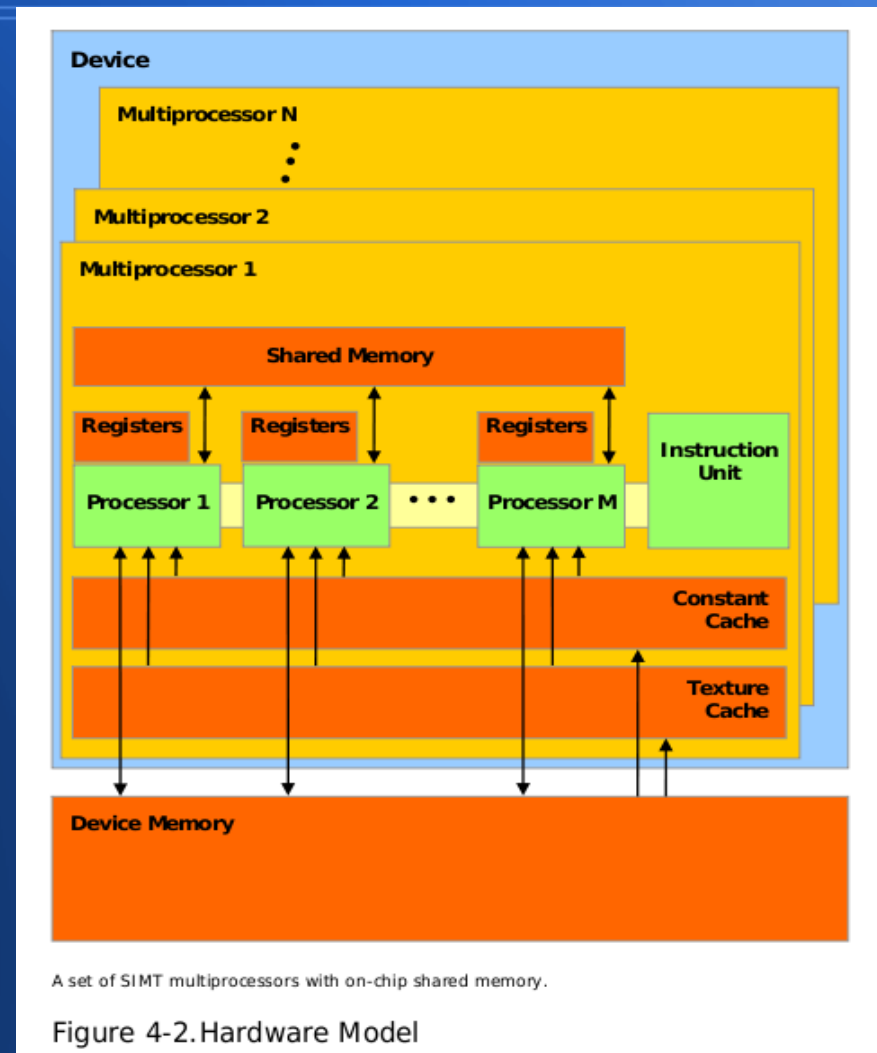 Device
Multiprocessor N
Multiprocessor 2
Multiprocessor 1
Shared Memory
Registers
Registers
Registers
Instruction
Unit
Processor 1
Processor 2
Processor M
Constant
Cache
Texture
Cache
Device Memory
A set of SIMT multiprocessors with on-chip shared memory.
Figure 4-2.Hardware Model